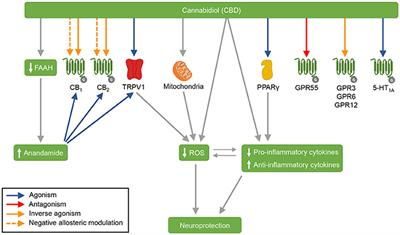 Cannabidiol (CBD)
↓ FAAH
CB1
CB2
TRPV1
Mitochondria
PPARγ
GPR55
GPR3
GPR6
GPR12
5-HT1A
↑ Anandamide
↓ ROS
↓ Pro-inflammatory cytokines
↑ Anti-inflammatory cytokines
Neuroprotection
Agonism
Antagonism
Inverse agonism
Negative allosteric modulation